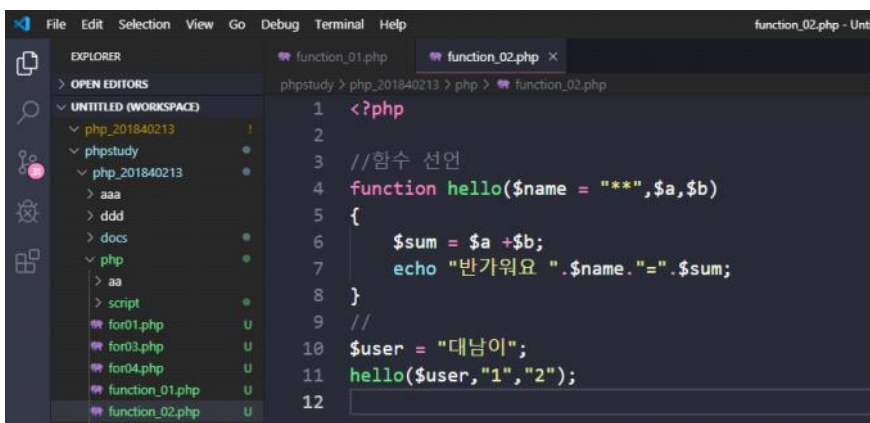 File Edit Selection View Go Debug Terminal Help
function_02.php - Unti
EXPLORER
function_01.php
function_02.php ×
> OPEN EDITORS
phpstudy > php_201840213 > php > function_02.php
UNTITLED (WORKSPACE)
php_201840213 !
phpstudy
php_201840213
> aaa
> ddd
> docs
php
> aa
> script
for01.php U
for03.php U
for04.php U
function_01.php U
function_02.php U
31
1 <?php
2
3 //함수 선언
4 function hello($name = "**",$a,$b)
5 {
6 $sum = $a +$b;
7 echo "반가워요 ".$name."=".$sum;
8 }
9 //
10 $user = "대남이";
11 hello($user,"1","2");
12